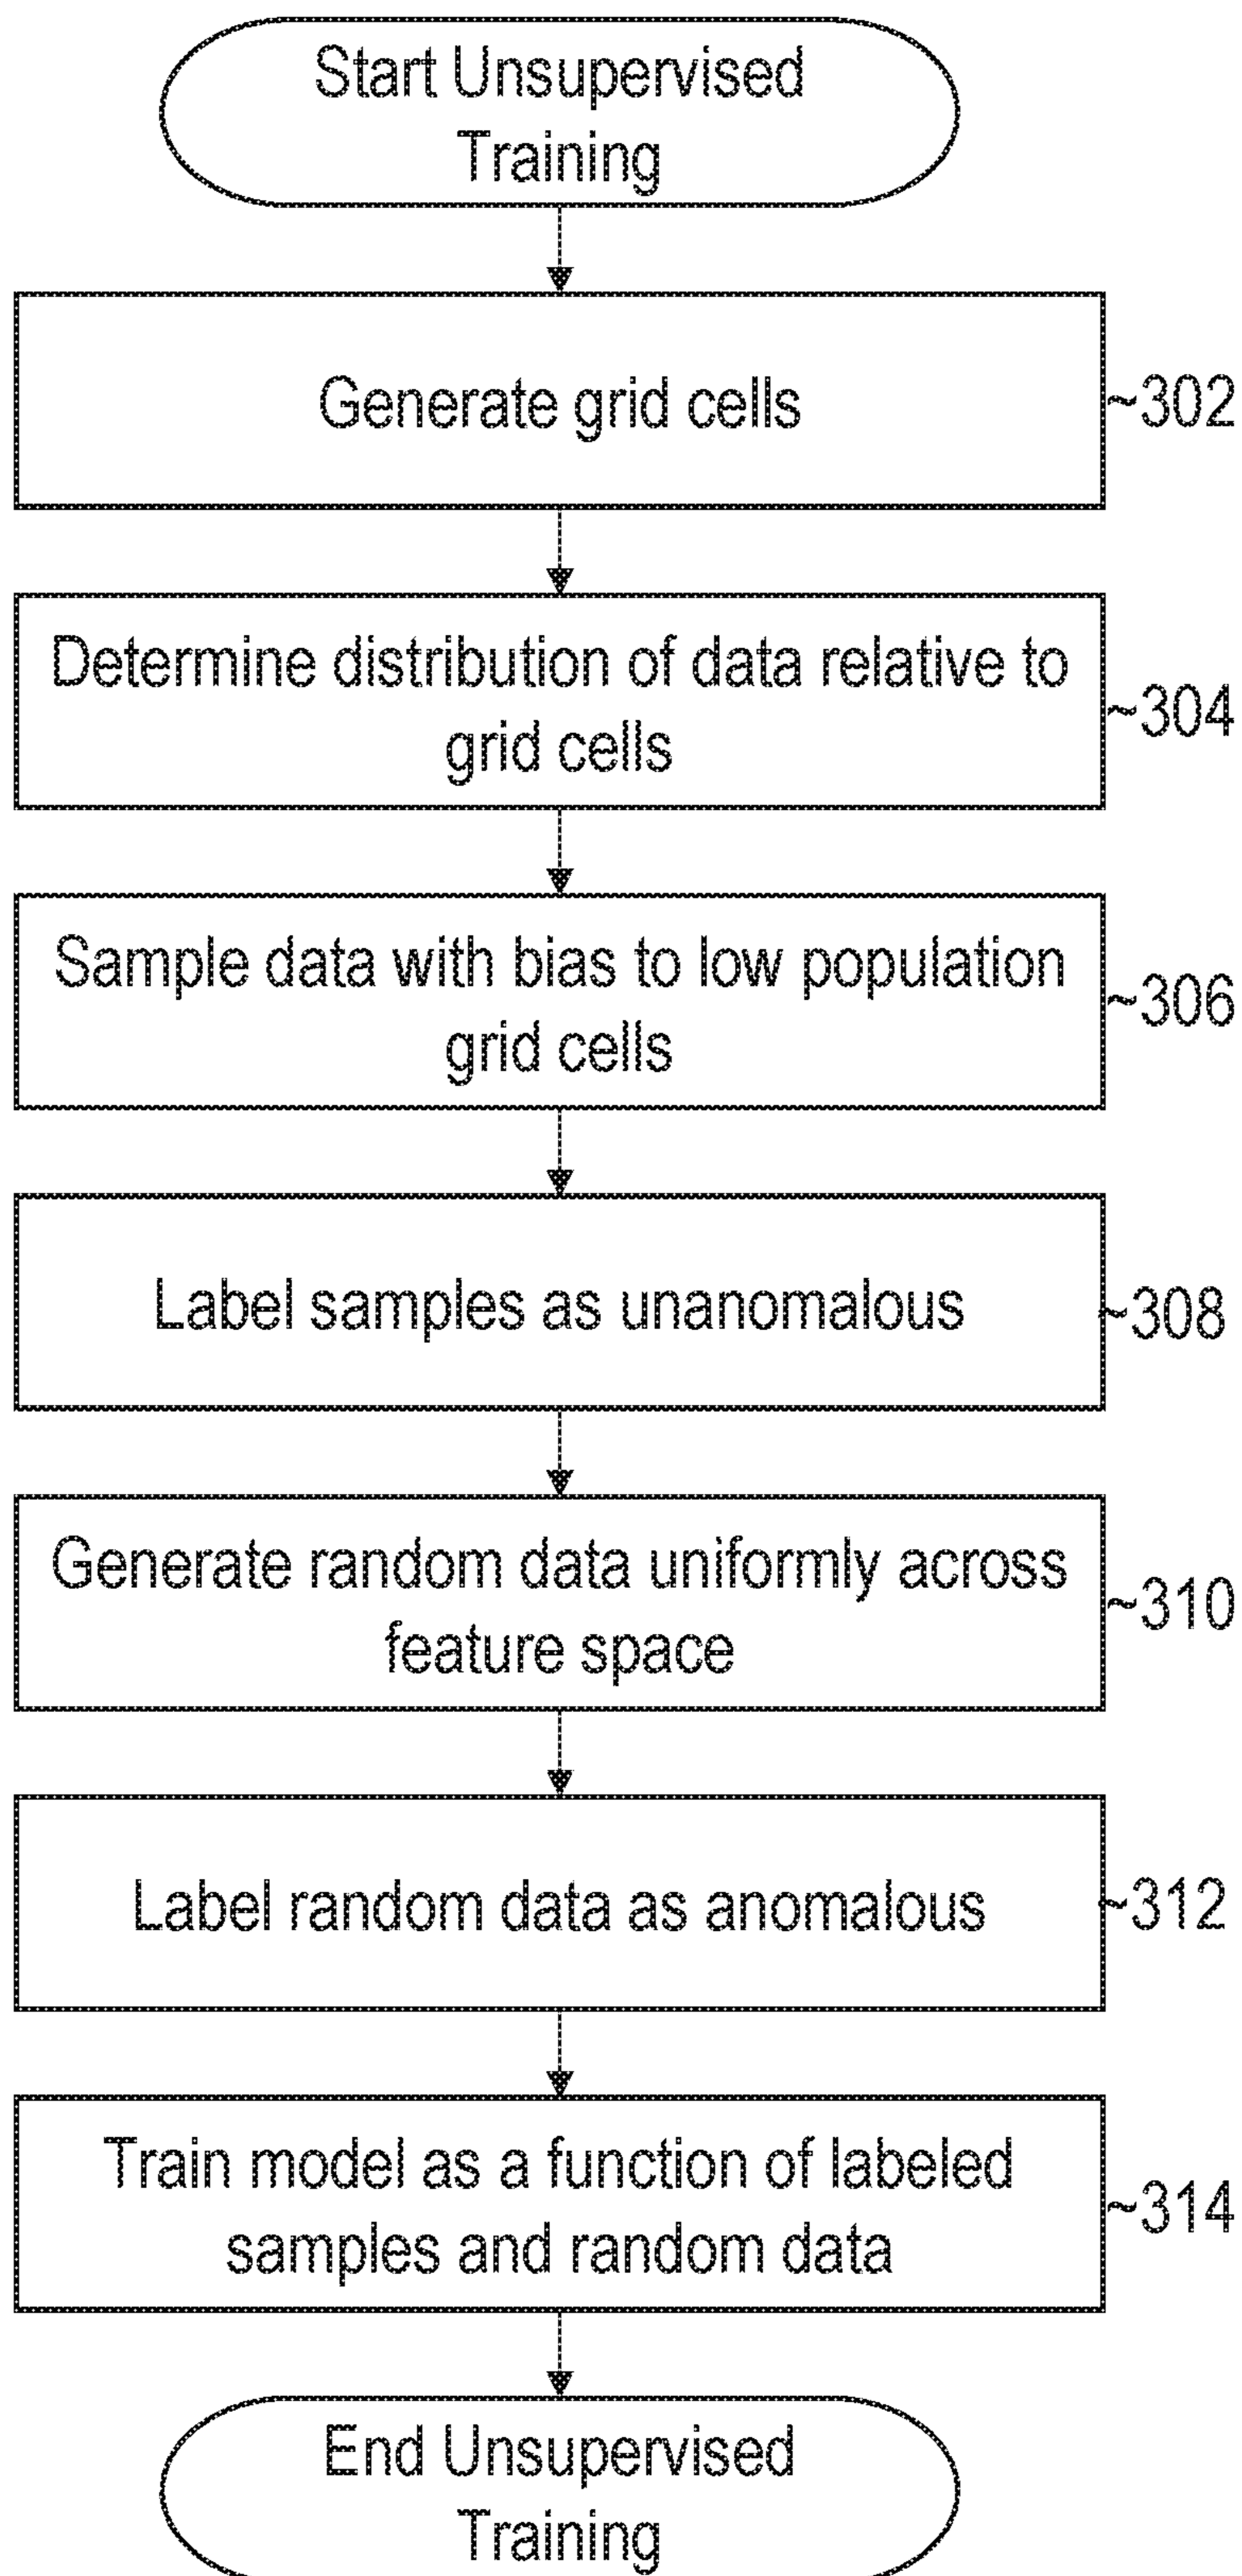 Start Unsupervised
Training
Generate grid cells
~302
Determine distribution of data relative to
grid cells
~304
Sample data with bias to low population
grid cells
~306
Label samples as unanomalous
~308
Generate random data uniformly across
feature space
~310
Label random data as anomalous
~312
Train model as a function of labeled
samples and random data
~314
End Unsupervised
Training